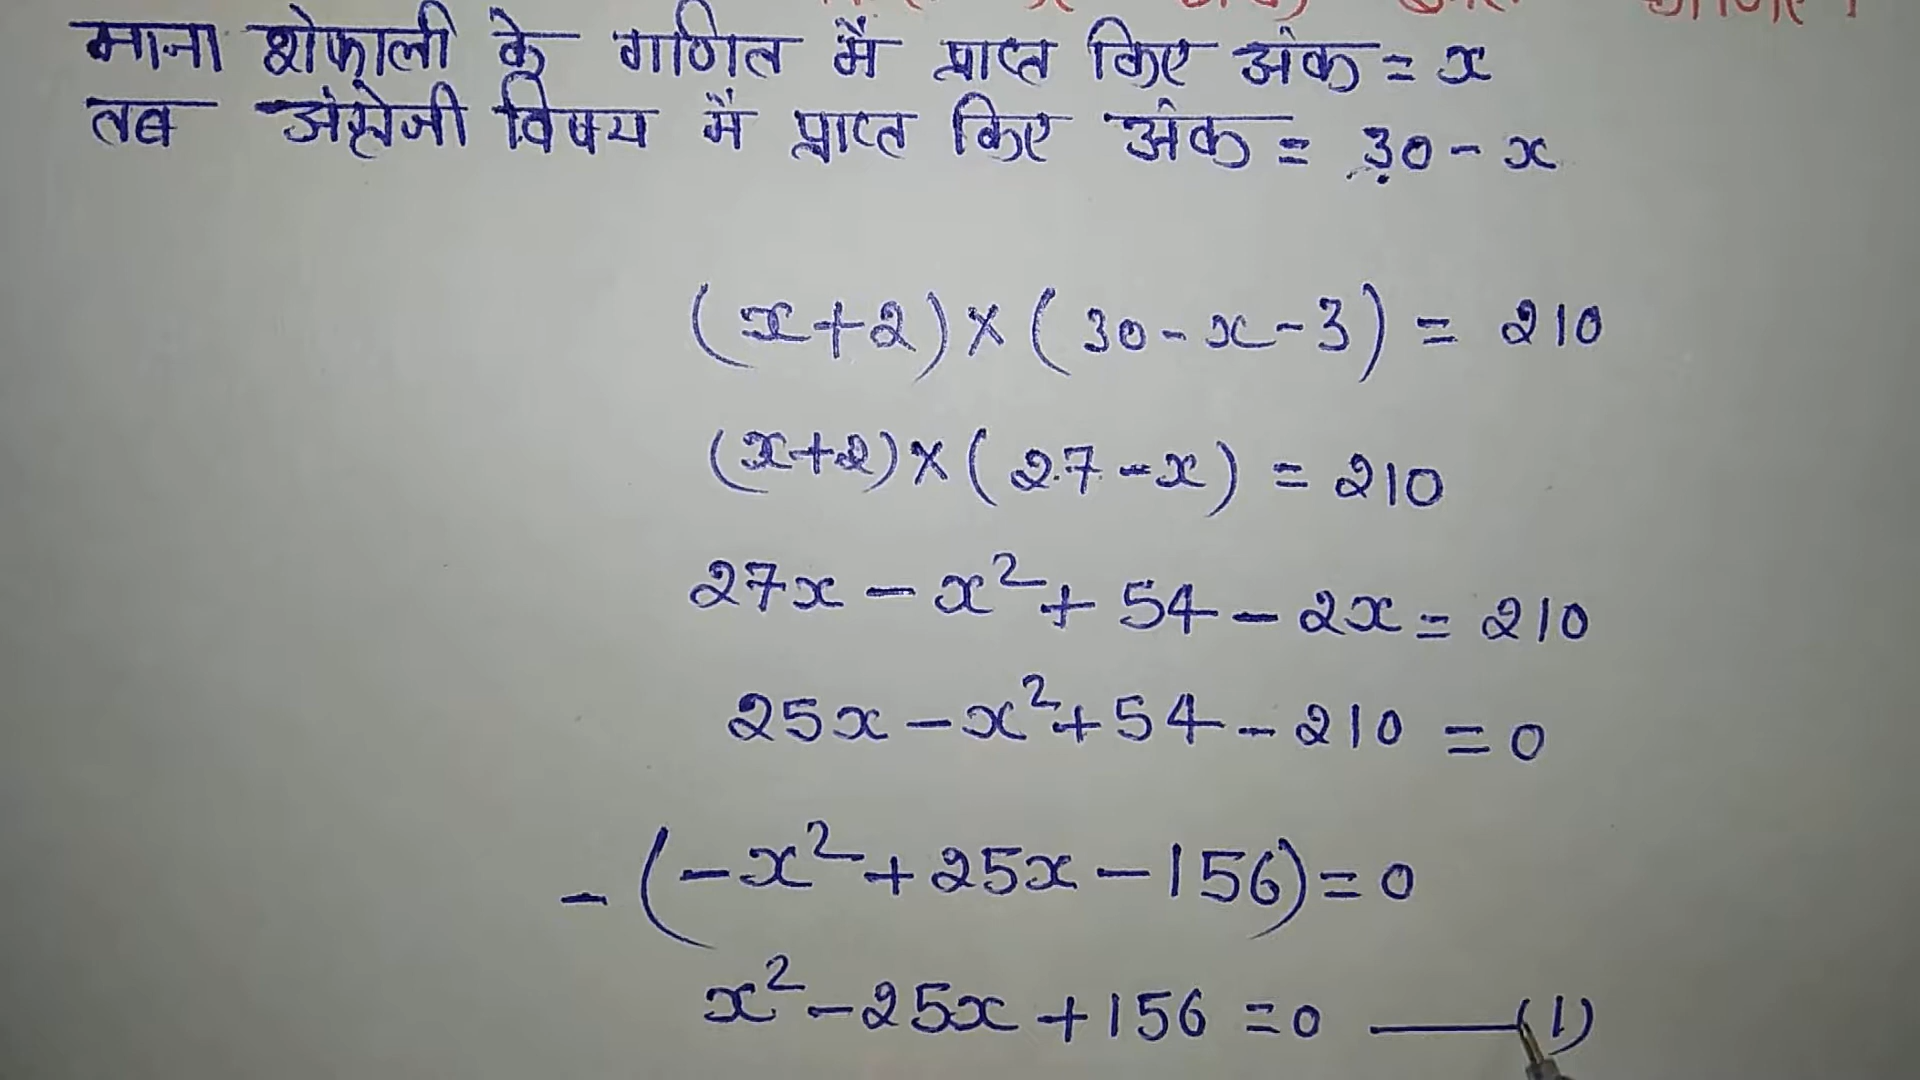 माना शेफाली के गणित में प्राप्त किए अंक = x
तब अंग्रेजी विषय में प्राप्त किए अंक = 30 - x
(x+2) × (30 - x - 3) = 210
(x+2) × (27 - x) = 210
27x - x² + 54 - 2x = 210
25x - x² + 54 - 210 = 0
- (-x² + 25x - 156) = 0
x² - 25x + 156 = 0 —— (1)